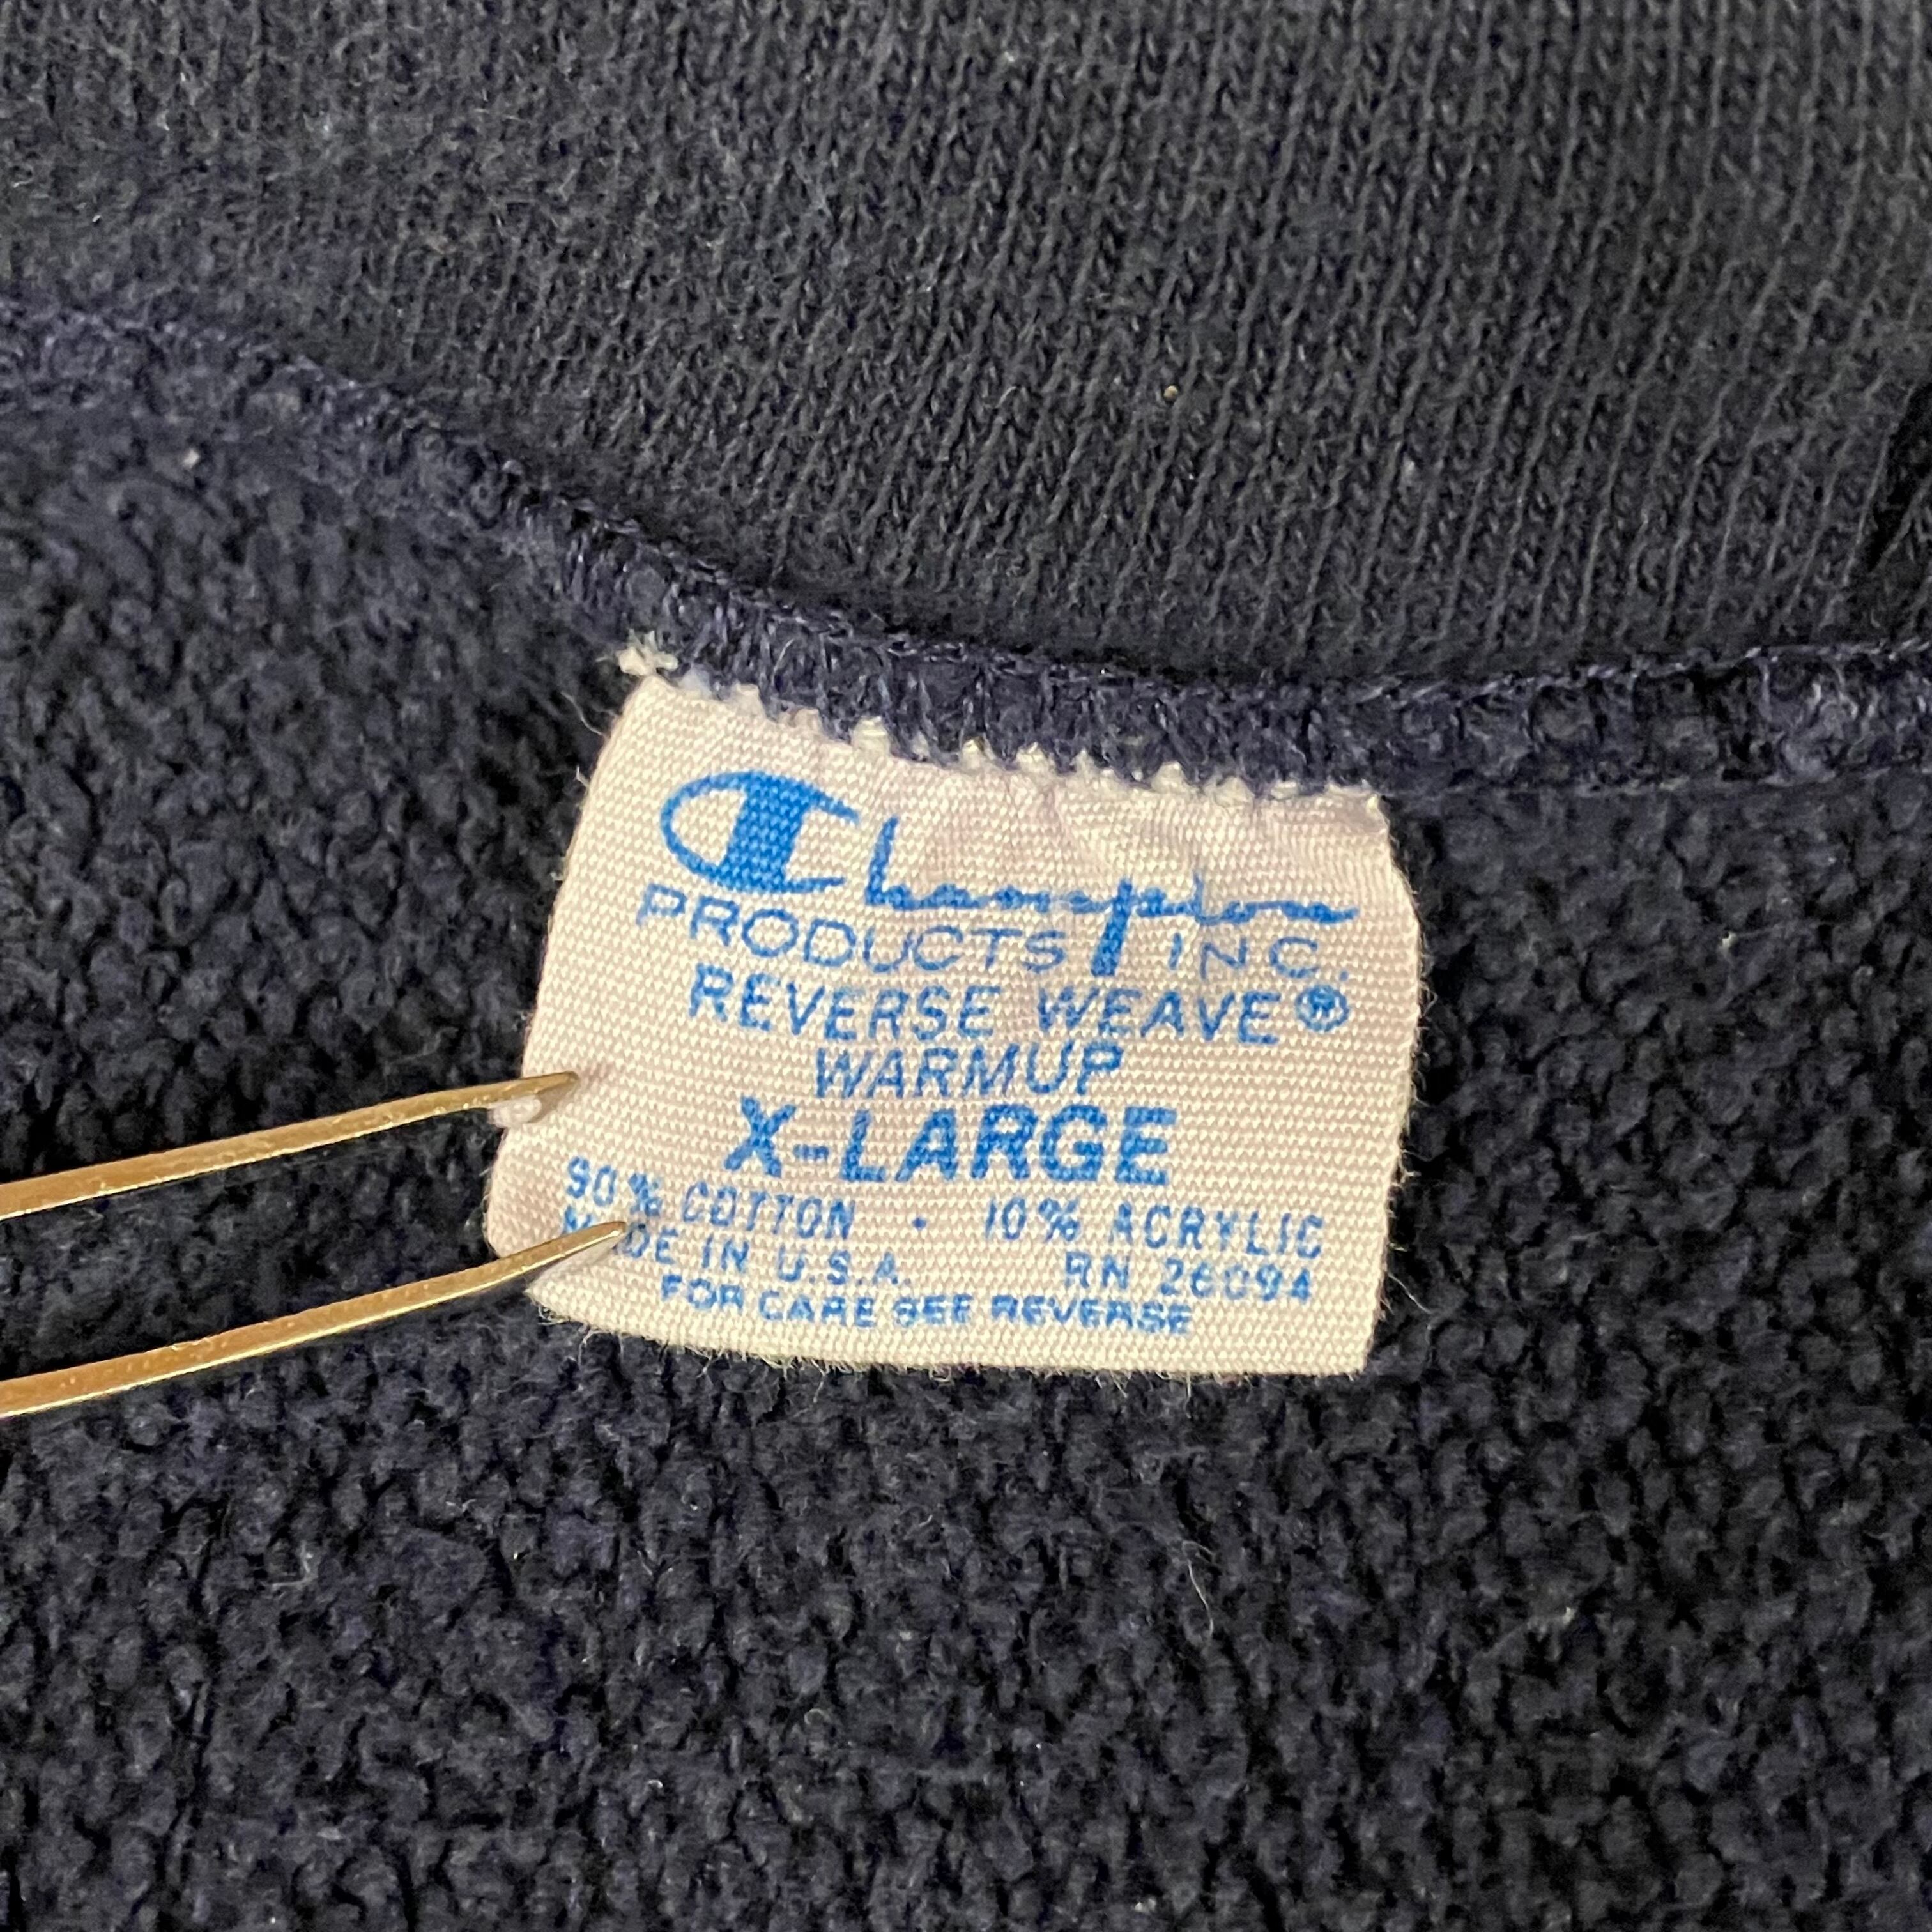 Champion
PRODUCTS INC.
REVERSE WEAVE®
WARMUP
X-LARGE
90% COTTON · 10% ACRYLIC
MADE IN U.S.A. RN 26094
FOR CARE SEE REVERSE